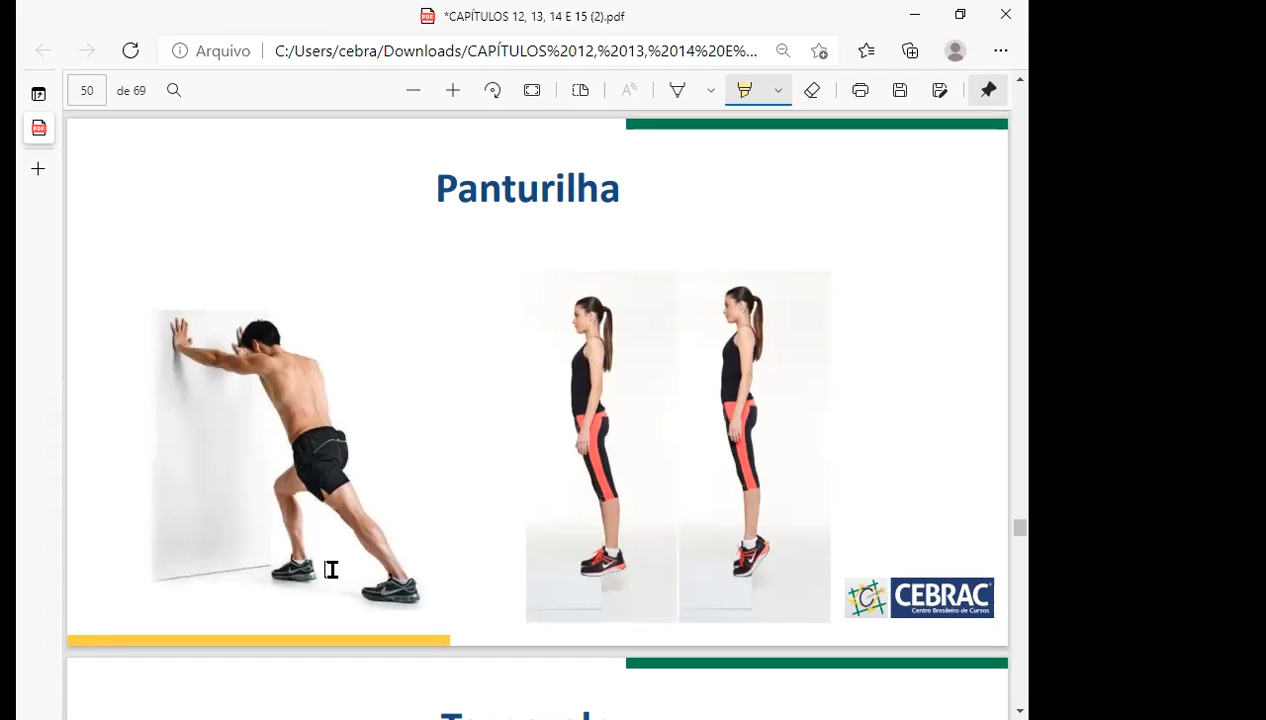 *CAPÍTULOS 12, 13, 14 E 15 (2).pdf
Arquivo
C:/Users/cebra/Downloads/CAPÍTULOS%2012,%2013,%2014%20E%...
50
de 69
Panturilha
CEBRAC
Centro Brasileiro de Cursos